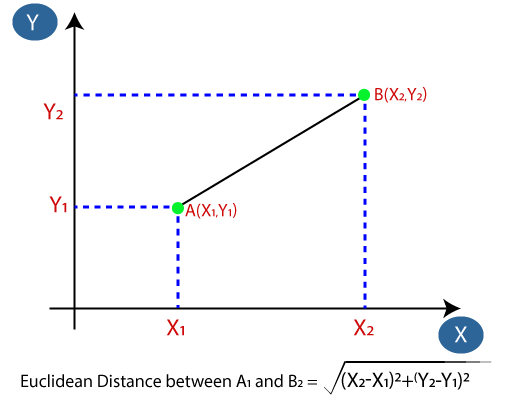 Y
B(X₂,Y₂)
Y₂
Y₁
A(X₁,Y₁)
X₁
X₂
X
Euclidean Distance between A₁ and B₂ = √(X₂-X₁)²+(Y₂-Y₁)²